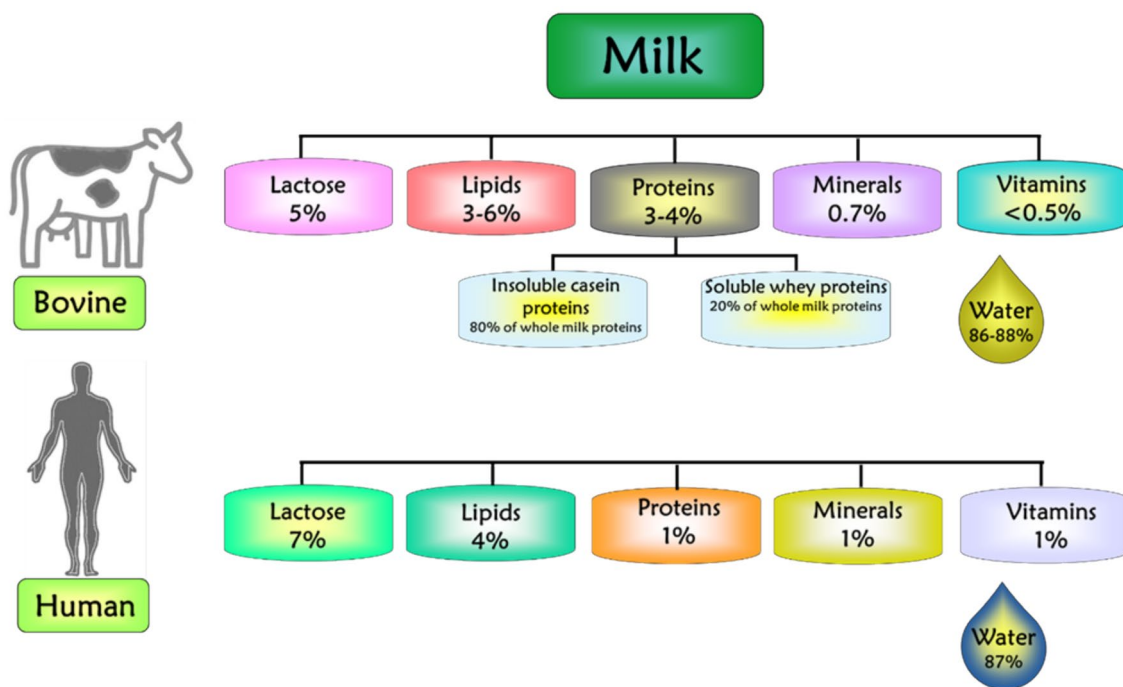 Milk
Lactose
5%
Lipids
3-6%
Proteins
3-4%
Minerals
0.7%
Vitamins
<0.5%
Insoluble casein
proteins
80% of whole milk proteins
Soluble whey proteins
20% of whole milk proteins
Water
86-88%
Bovine
Lactose
7%
Lipids
4%
Proteins
1%
Minerals
1%
Vitamins
1%
Water
87%
Human